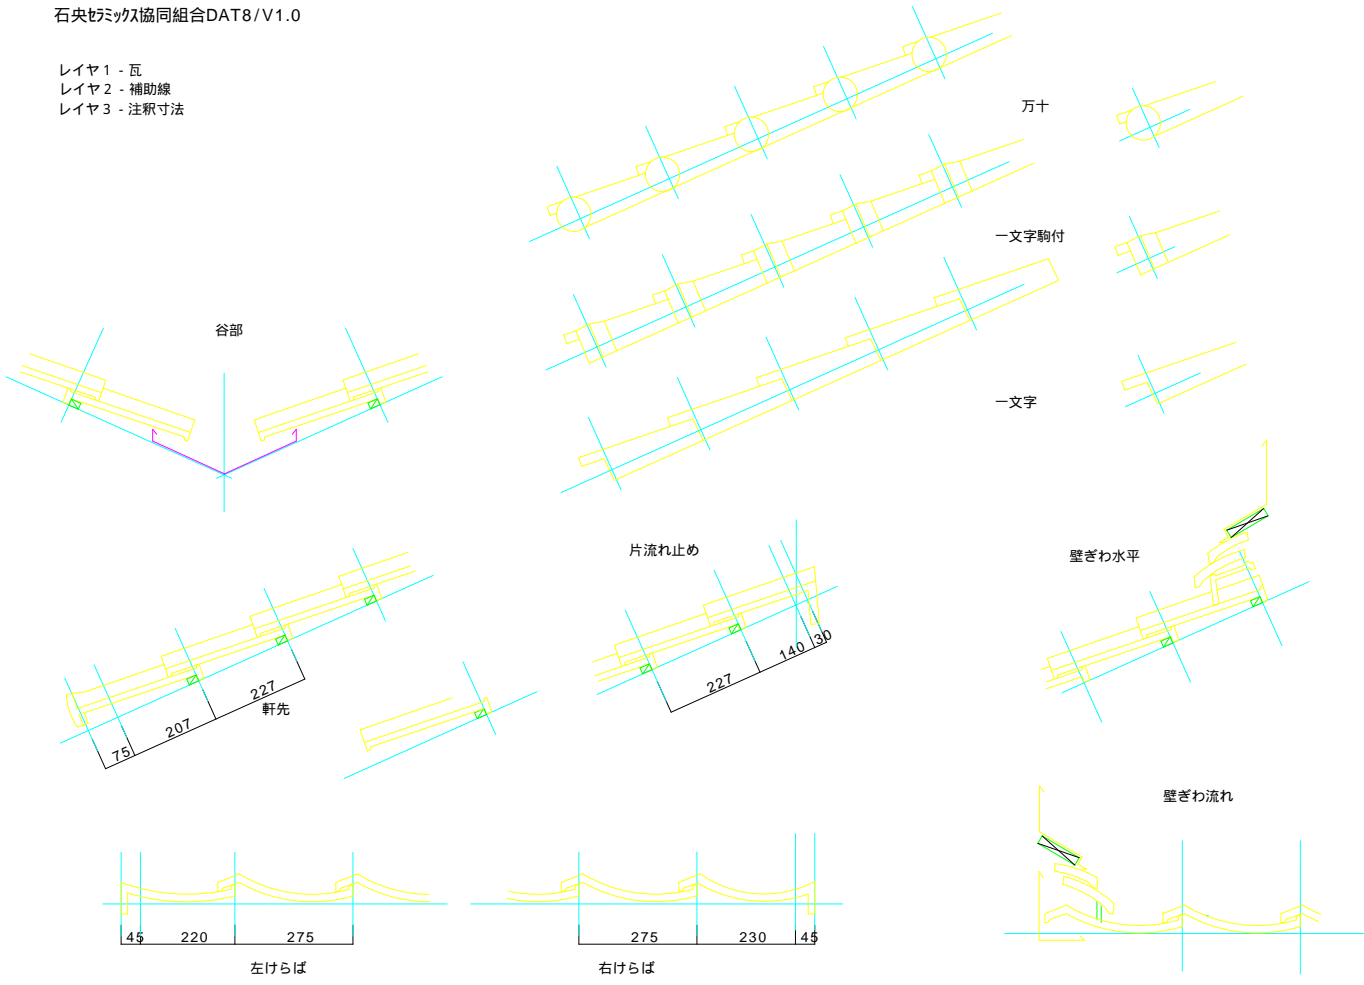 石央ｾﾗﾐｯｸｽ協同組合DAT8/V1.0
レイヤ1 - 瓦
レイヤ2 - 補助線
レイヤ3 - 注釈寸法
万十
一文字駒付
谷部
一文字
片流れ止め
壁ぎわ水平
30
140
227
227
207
75
軒先
壁ぎわ流れ
45 220 275
275 230 45
左けらば
右けらば